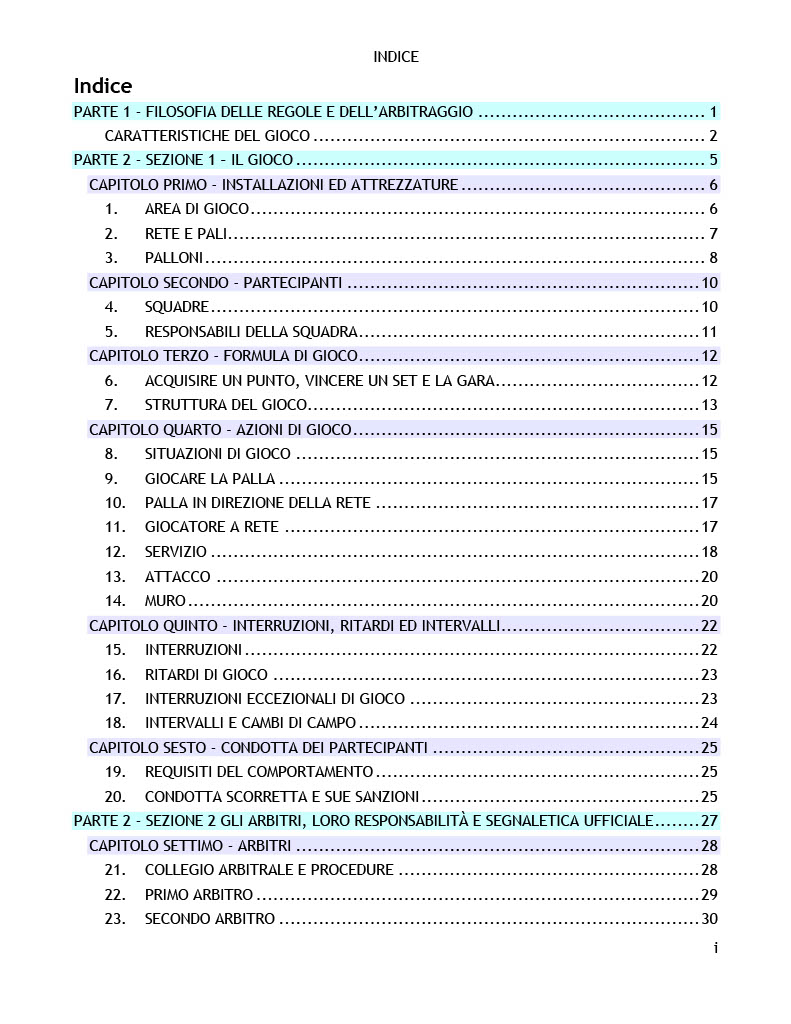 INDICE
Indice
PARTE 1 - FILOSOFIA DELLE REGOLE E DELL’ARBITRAGGIO ........................................ 1
CARATTERISTICHE DEL GIOCO ..................................................................... 2
PARTE 2 - SEZIONE 1 – IL GIOCO ........................................................................ 5
CAPITOLO PRIMO - INSTALLAZIONI ED ATTREZZATURE ........................................... 6
1. AREA DI GIOCO ................................................................................ 6
2. RETE E PALI.................................................................................... 7
3. PALLONI ........................................................................................ 8
CAPITOLO SECONDO - PARTECIPANTI .............................................................. 10
4. SQUADRE ...................................................................................... 10
5. RESPONSABILI DELLA SQUADRA............................................................ 11
CAPITOLO TERZO - FORMULA DI GIOCO............................................................ 12
6. ACQUISIRE UN PUNTO, VINCERE UN SET E LA GARA.................................... 12
7. STRUTTURA DEL GIOCO..................................................................... 13
CAPITOLO QUARTO – AZIONI DI GIOCO............................................................. 15
8. SITUAZIONI DI GIOCO ....................................................................... 15
9. GIOCARE LA PALLA .......................................................................... 15
10. PALLA IN DIREZIONE DELLA RETE ......................................................... 17
11. GIOCATORE A RETE ......................................................................... 17
12. SERVIZIO ...................................................................................... 18
13. ATTACCO ..................................................................................... 20
14. MURO .......................................................................................... 20
CAPITOLO QUINTO – INTERRUZIONI, RITARDI ED INTERVALLI................................... 22
15. INTERRUZIONI ................................................................................ 22
16. RITARDI DI GIOCO ........................................................................... 23
17. INTERRUZIONI ECCEZIONALI DI GIOCO ................................................... 23
18. INTERVALLI E CAMBI DI CAMPO ............................................................ 24
CAPITOLO SESTO - CONDOTTA DEI PARTECIPANTI ............................................... 25
19. REQUISITI DEL COMPORTAMENTO ......................................................... 25
20. CONDOTTA SCORRETTA E SUE SANZIONI ................................................. 25
PARTE 2 - SEZIONE 2 GLI ARBITRI, LORO RESPONSABILITÀ E SEGNALETICA UFFICIALE........ 27
CAPITOLO SETTIMO – ARBITRI ....................................................................... 28
21. COLLEGIO ARBITRALE E PROCEDURE ..................................................... 28
22. PRIMO ARBITRO .............................................................................. 29
23. SECONDO ARBITRO .......................................................................... 30
i